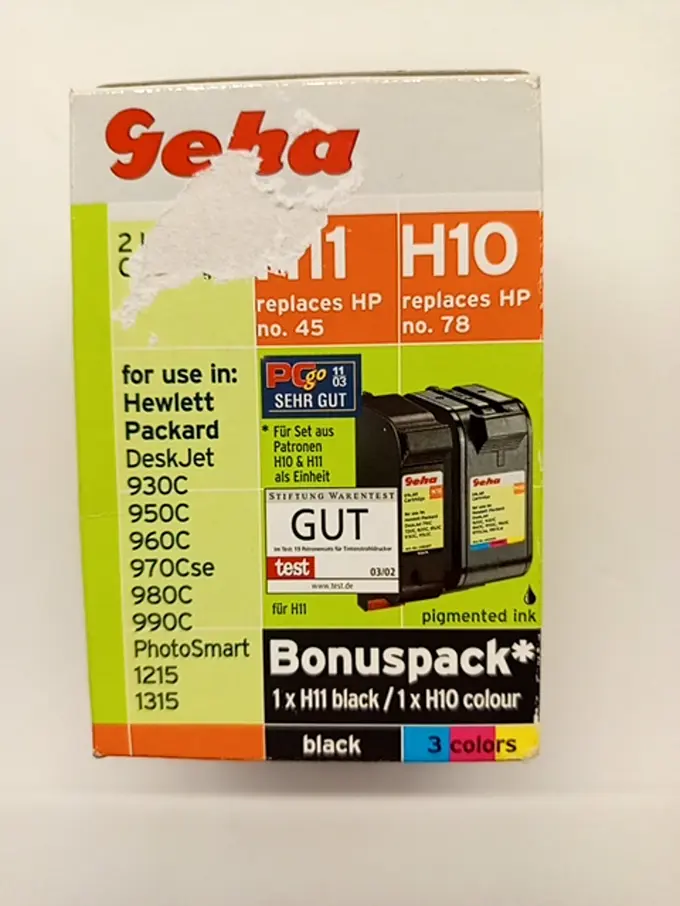 Geha
H11
H10
replaces HP
no. 45
replaces HP
no. 78
for use in:
Hewlett
Packard
DeskJet
930C
950C
960C
970Cse
980C
990C
PhotoSmart
1215
1315
PC go 11 03
SEHR GUT
* Für Set aus
Patronen
H10 & H11
als Einheit
STIFTUNG WARENTEST
GUT
test
03/02
www.test.de
für H11
Geha
Geha
pigmented ink
Bonuspack*
1 x H11 black / 1 x H10 colour
black
3 colors